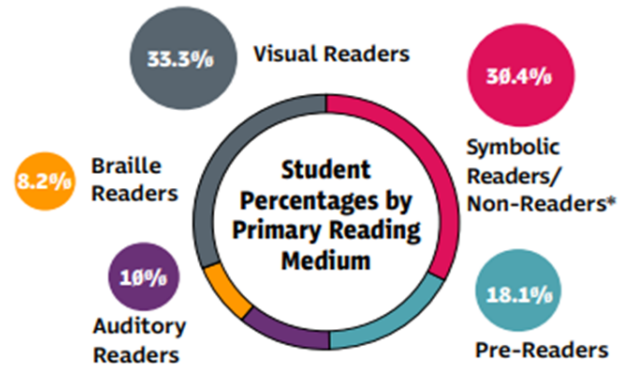 33.3%
Visual Readers
30.4%
Symbolic
Readers/
Non-Readers*
8.2%
Braille
Readers
Student
Percentages by
Primary Reading
Medium
10%
Auditory
Readers
18.1%
Pre-Readers